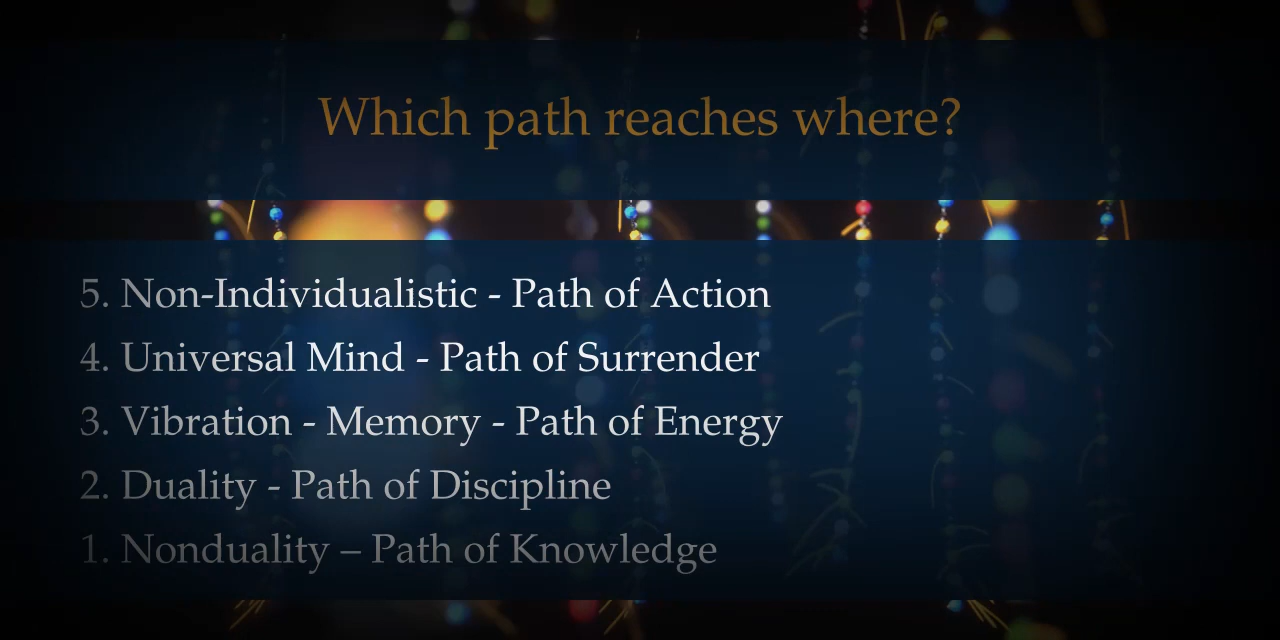 Which path reaches where?
5. Non-Individualistic - Path of Action
4. Universal Mind - Path of Surrender
3. Vibration - Memory - Path of Energy
2. Duality - Path of Discipline
1. Nonduality – Path of Knowledge